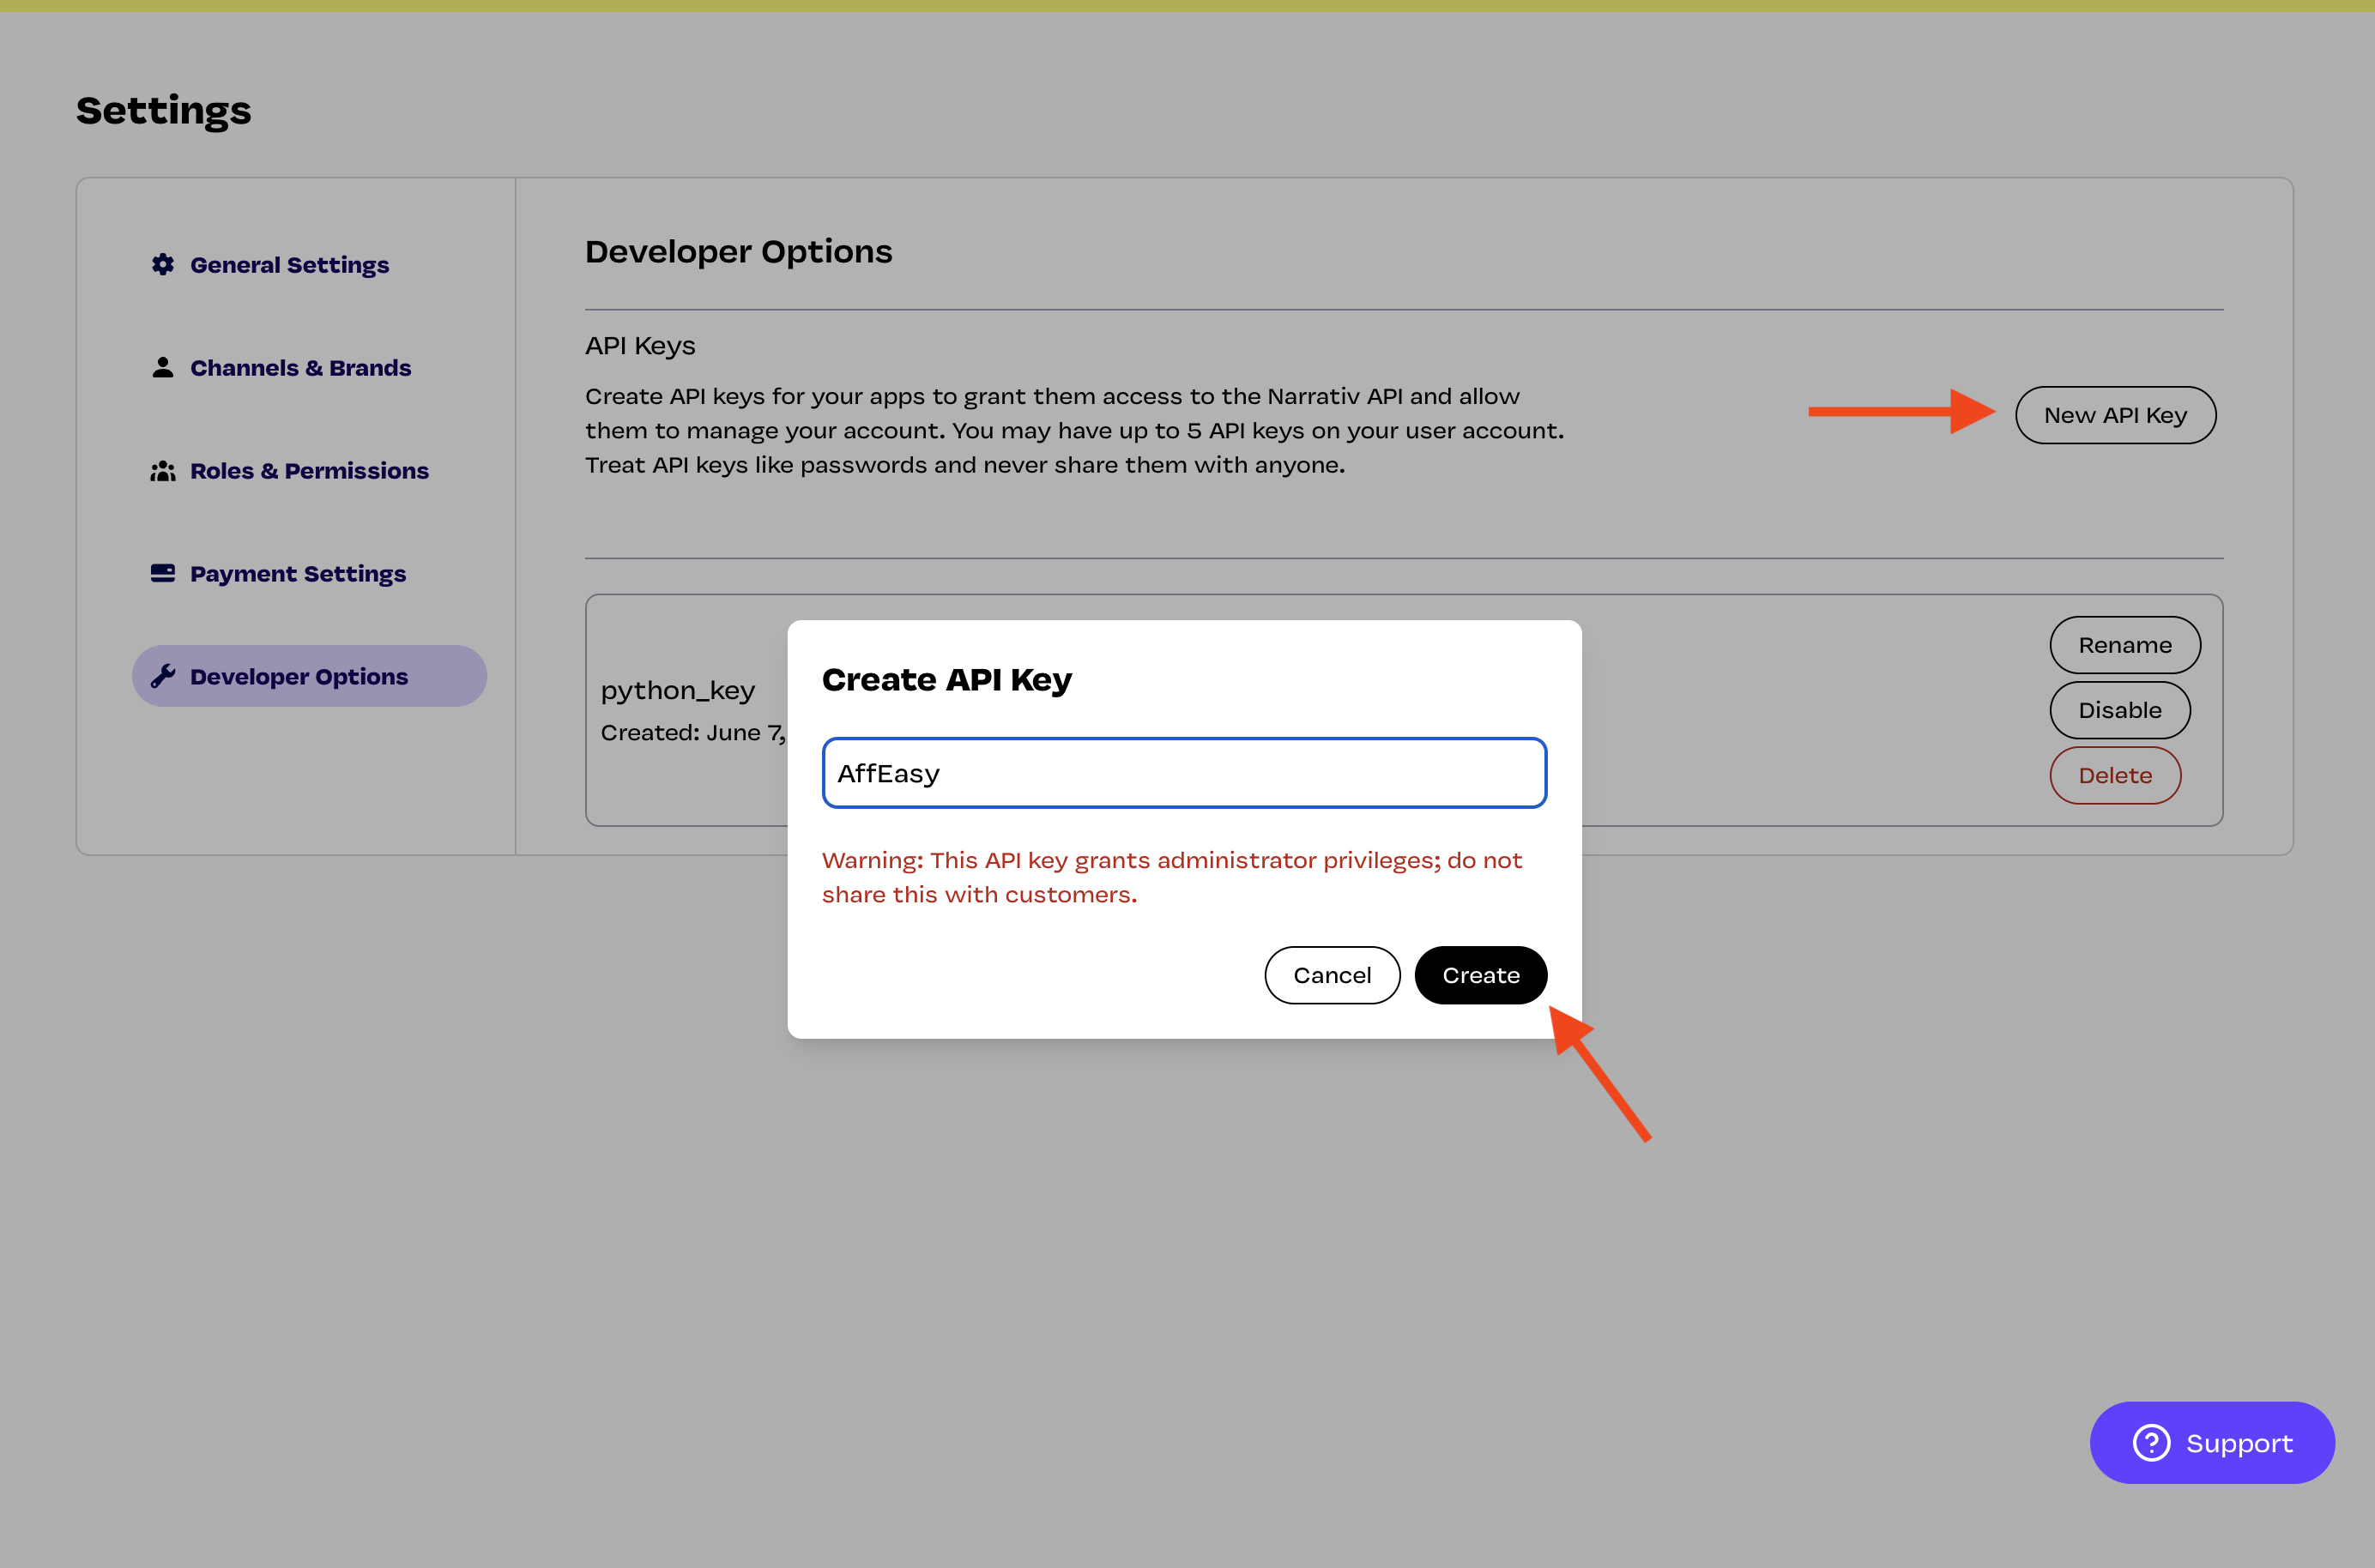 Settings
General Settings
Channels & Brands
Roles & Permissions
Payment Settings
Developer Options
Developer Options
API Keys
Create API keys for your apps to grant them access to the Narrativ API and allow
them to manage your account. You may have up to 5 API keys on your user account.
Treat API keys like passwords and never share them with anyone.
New API Key
python_key
Created: June 7,
Rename
Disable
Delete
Create API Key
AffEasy
Warning: This API key grants administrator privileges; do not
share this with customers.
Cancel
Create
Support